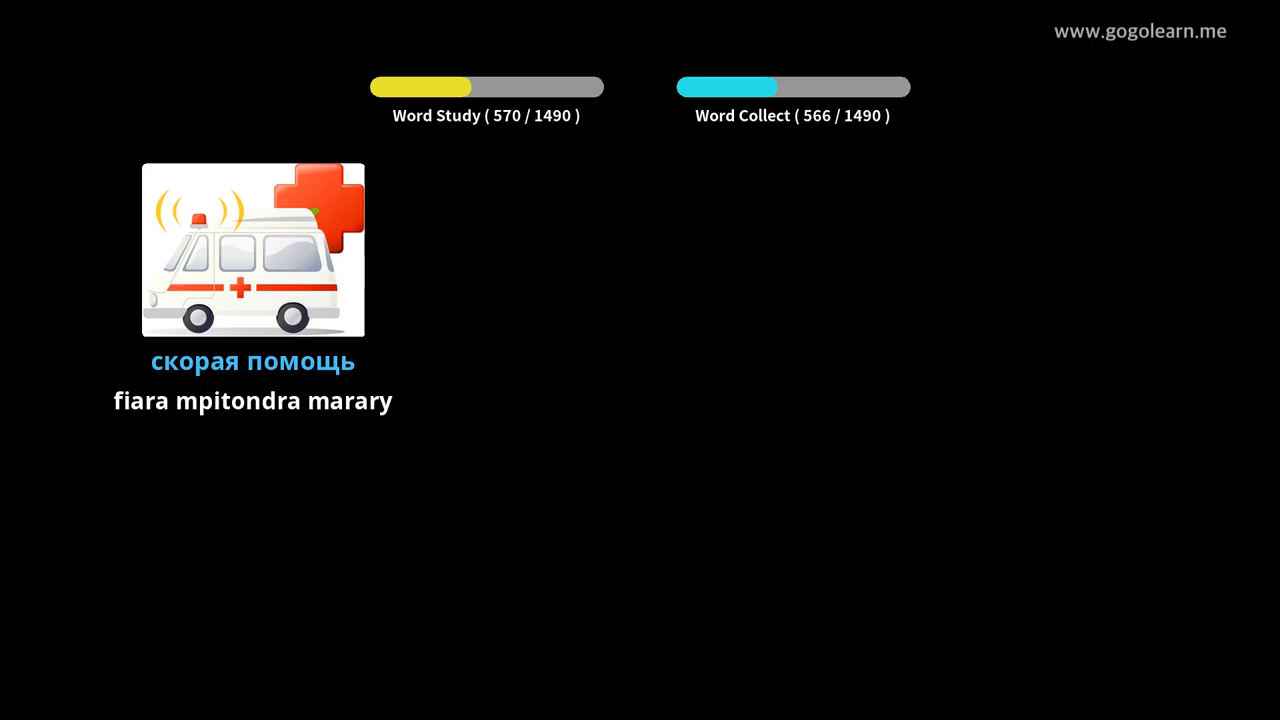 www.gogolearn.me
Word Study ( 570 / 1490 )
Word Collect ( 566 / 1490 )
скорая помощь
fiara mpitondra marary